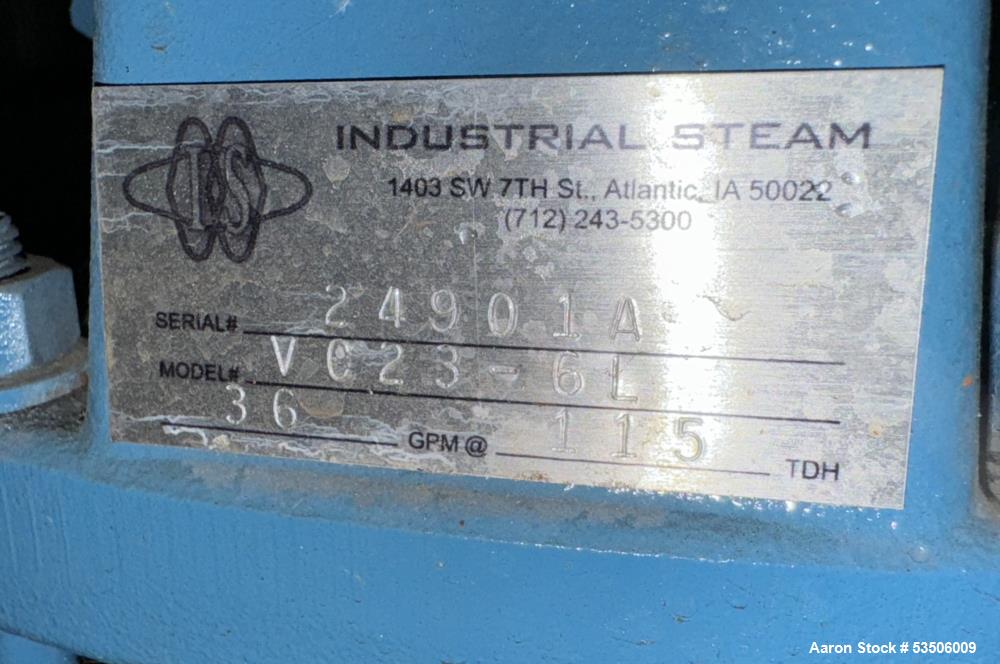 IS
INDUSTRIAL STEAM
1403 SW 7TH St., Atlantic, IA 50022
(712) 243-5300
SERIAL# 24901A
MODEL# VC23-6L
36 GPM @ 115 TDH
Aaron Stock # 53506009